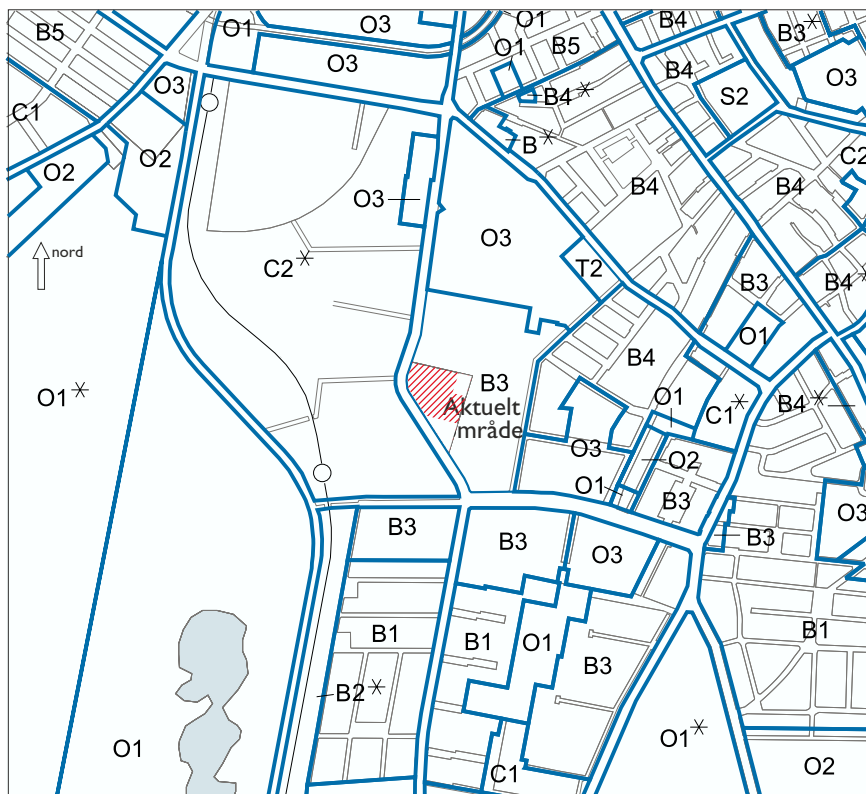 O1
O3
O1
B4
B3*
B5
O1
B5
O3
B4
O3
O3
S2
C1
B4*
O2
B*
C2
O2
B4
B4
O3
nord
O3
C2*
T2
B3
B4*
O1
B4
B3
O1*
O1
C1*
B4*
Aktuelt
mråde
O3
O2
O1
B3
O3
B3
B3
B3
O3
B1
B1
O1
B3
B1
B2*
O1*
O1
O2
C1